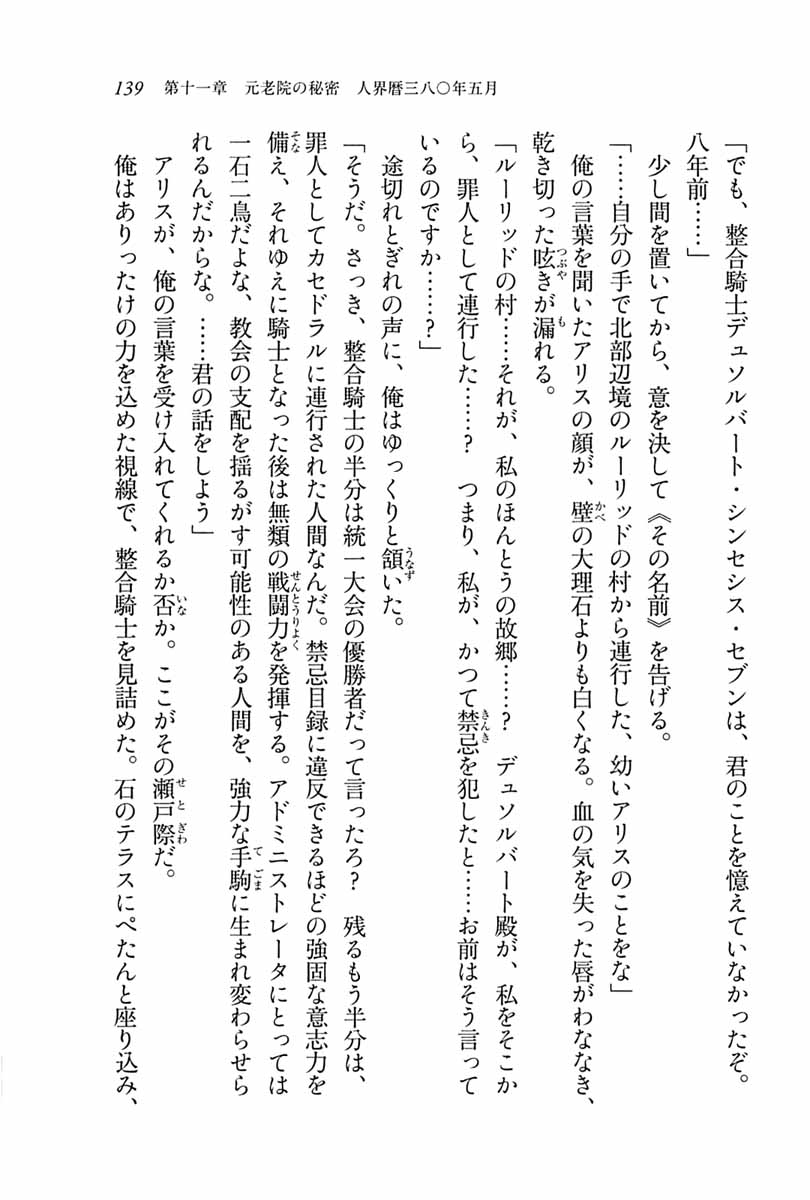 139　第十一章　元老院の秘密　人界暦三八〇年五月
「でも、整合騎士デュソルバート・シンセシス・セブンは、君のことを憶えていなかったぞ。
八年前……」
　少し間を置いてから、意を決して《その名前》を告げる。
「……自分の手で北部辺境のルーリッドの村から連行した、幼いアリスのことをな」
　俺の言葉を聞いたアリスの顔が、壁の大理石よりも白くなる。血の気を失った唇がわななき、
乾き切った呟きが漏れる。
「ルーリッドの村……それが、私のほんとうの故郷……？　デュソルバート殿が、私をそこか
ら、罪人として連行した……？　つまり、私が、かつて禁忌を犯したと……お前はそう言って
いるのですか……？」
　途切れとぎれの声に、俺はゆっくりと頷いた。
「そうだ。さっき、整合騎士の半分は統一大会の優勝者だって言ったろ？　残るもう半分は、
罪人としてカセドラルに連行された人間なんだ。禁忌目録に違反できるほどの強固な意志力を
備え、それゆえに騎士となった後は無類の戦闘力を発揮する。アドミニストレータにとっては
一石二鳥だよな、教会の支配を揺るがす可能性のある人間を、強力な手駒に生まれ変わらせら
れるんだからな。……君の話をしよう」
　アリスが、俺の言葉を受け入れてくれるか否か。ここがその瀬戸際だ。
　俺はありったけの力を込めた視線で、整合騎士を見詰めた。石のテラスにぺたんと座り込み、